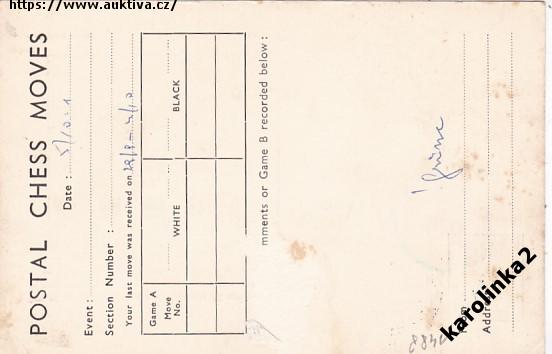 https://www.auktiva.cz/
POSTAL CHESS MOVES
Date :
Event :
Section Number :
Your last move was received on
Game A
Move No.
WHITE
BLACK
mments or Game B recorded below:
Addre
karolinka2